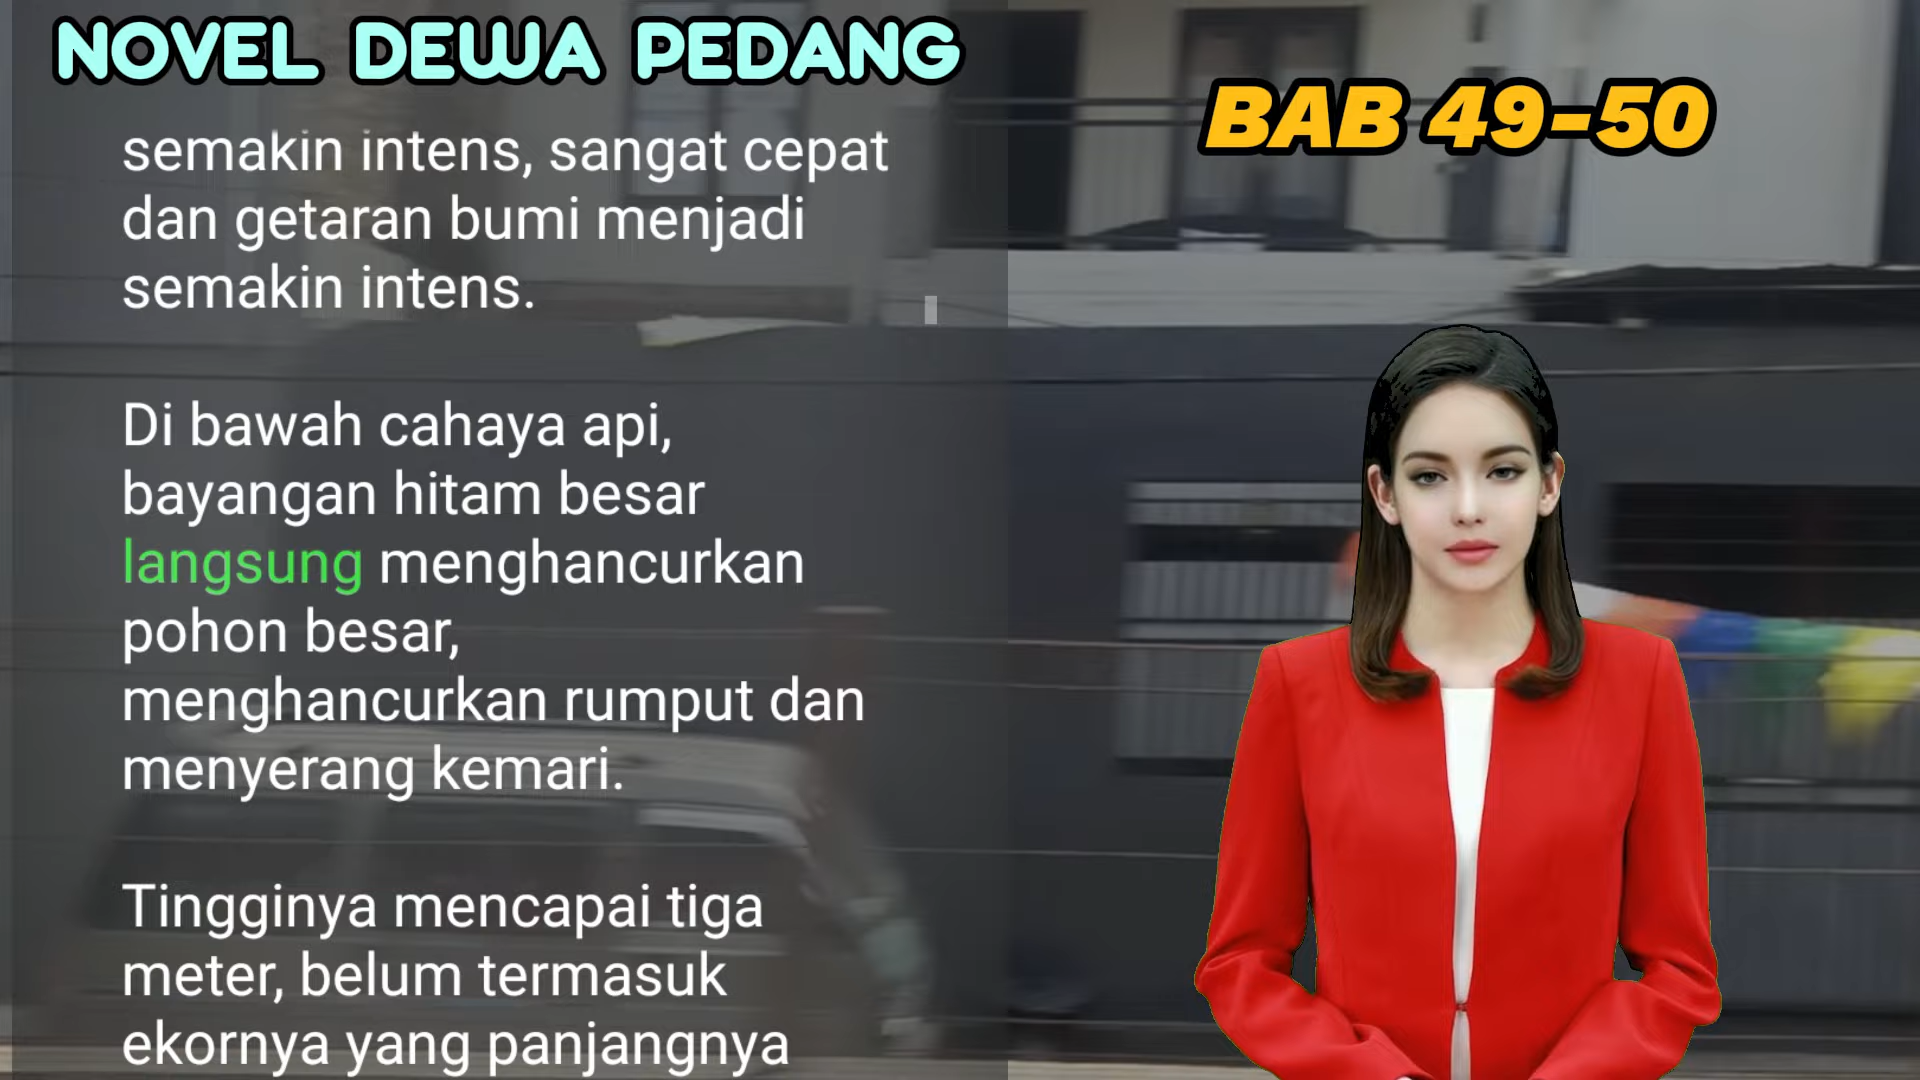 NOVEL DEWA PEDANG
BAB 49-50
semakin intens, sangat cepat
dan getaran bumi menjadi
semakin intens.
Di bawah cahaya api,
bayangan hitam besar
langsung menghancurkan
pohon besar,
menghancurkan rumput dan
menyerang kemari.
Tingginya mencapai tiga
meter, belum termasuk
ekornya yang panjangnya